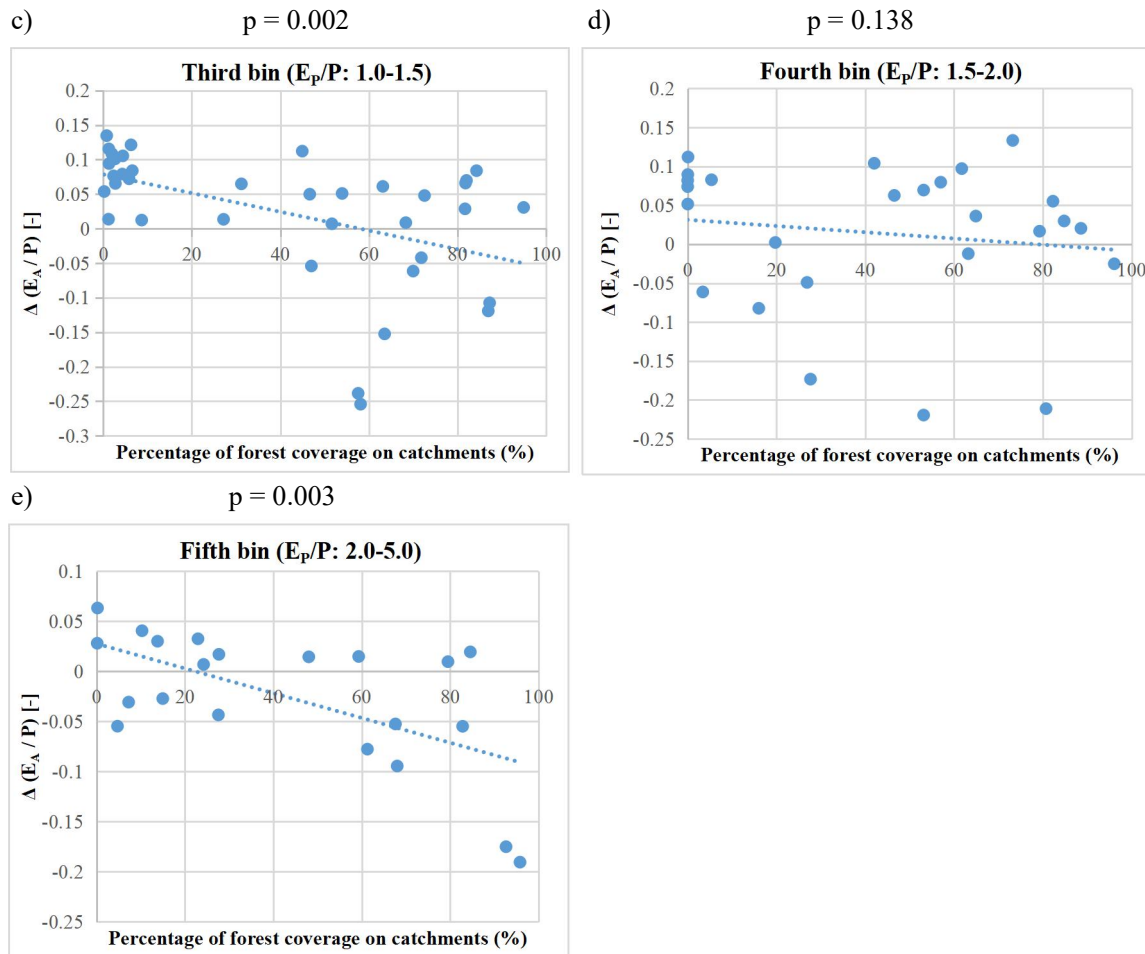 c) p = 0.002
Third bin (EP/P: 1.0-1.5)
0.2
0.15
0.1
0.05
0
-0.05
-0.1
-0.15
-0.2
-0.25
-0.3
0 20 40 60 80 100
Δ (EA / P) [-]
Percentage of forest coverage on catchments (%)
d) p = 0.138
Fourth bin (EP/P: 1.5-2.0)
0.2
0.15
0.1
0.05
0
-0.05
-0.1
-0.15
-0.2
-0.25
0 20 40 60 80 100
Δ (EA / P) [-]
Percentage of forest coverage on catchments (%)
e) p = 0.003
Fifth bin (EP/P: 2.0-5.0)
0.1
0.05
0
-0.05
-0.1
-0.15
-0.2
-0.25
0 20 40 60 80 100
Δ (EA / P) [-]
Percentage of forest coverage on catchments (%)